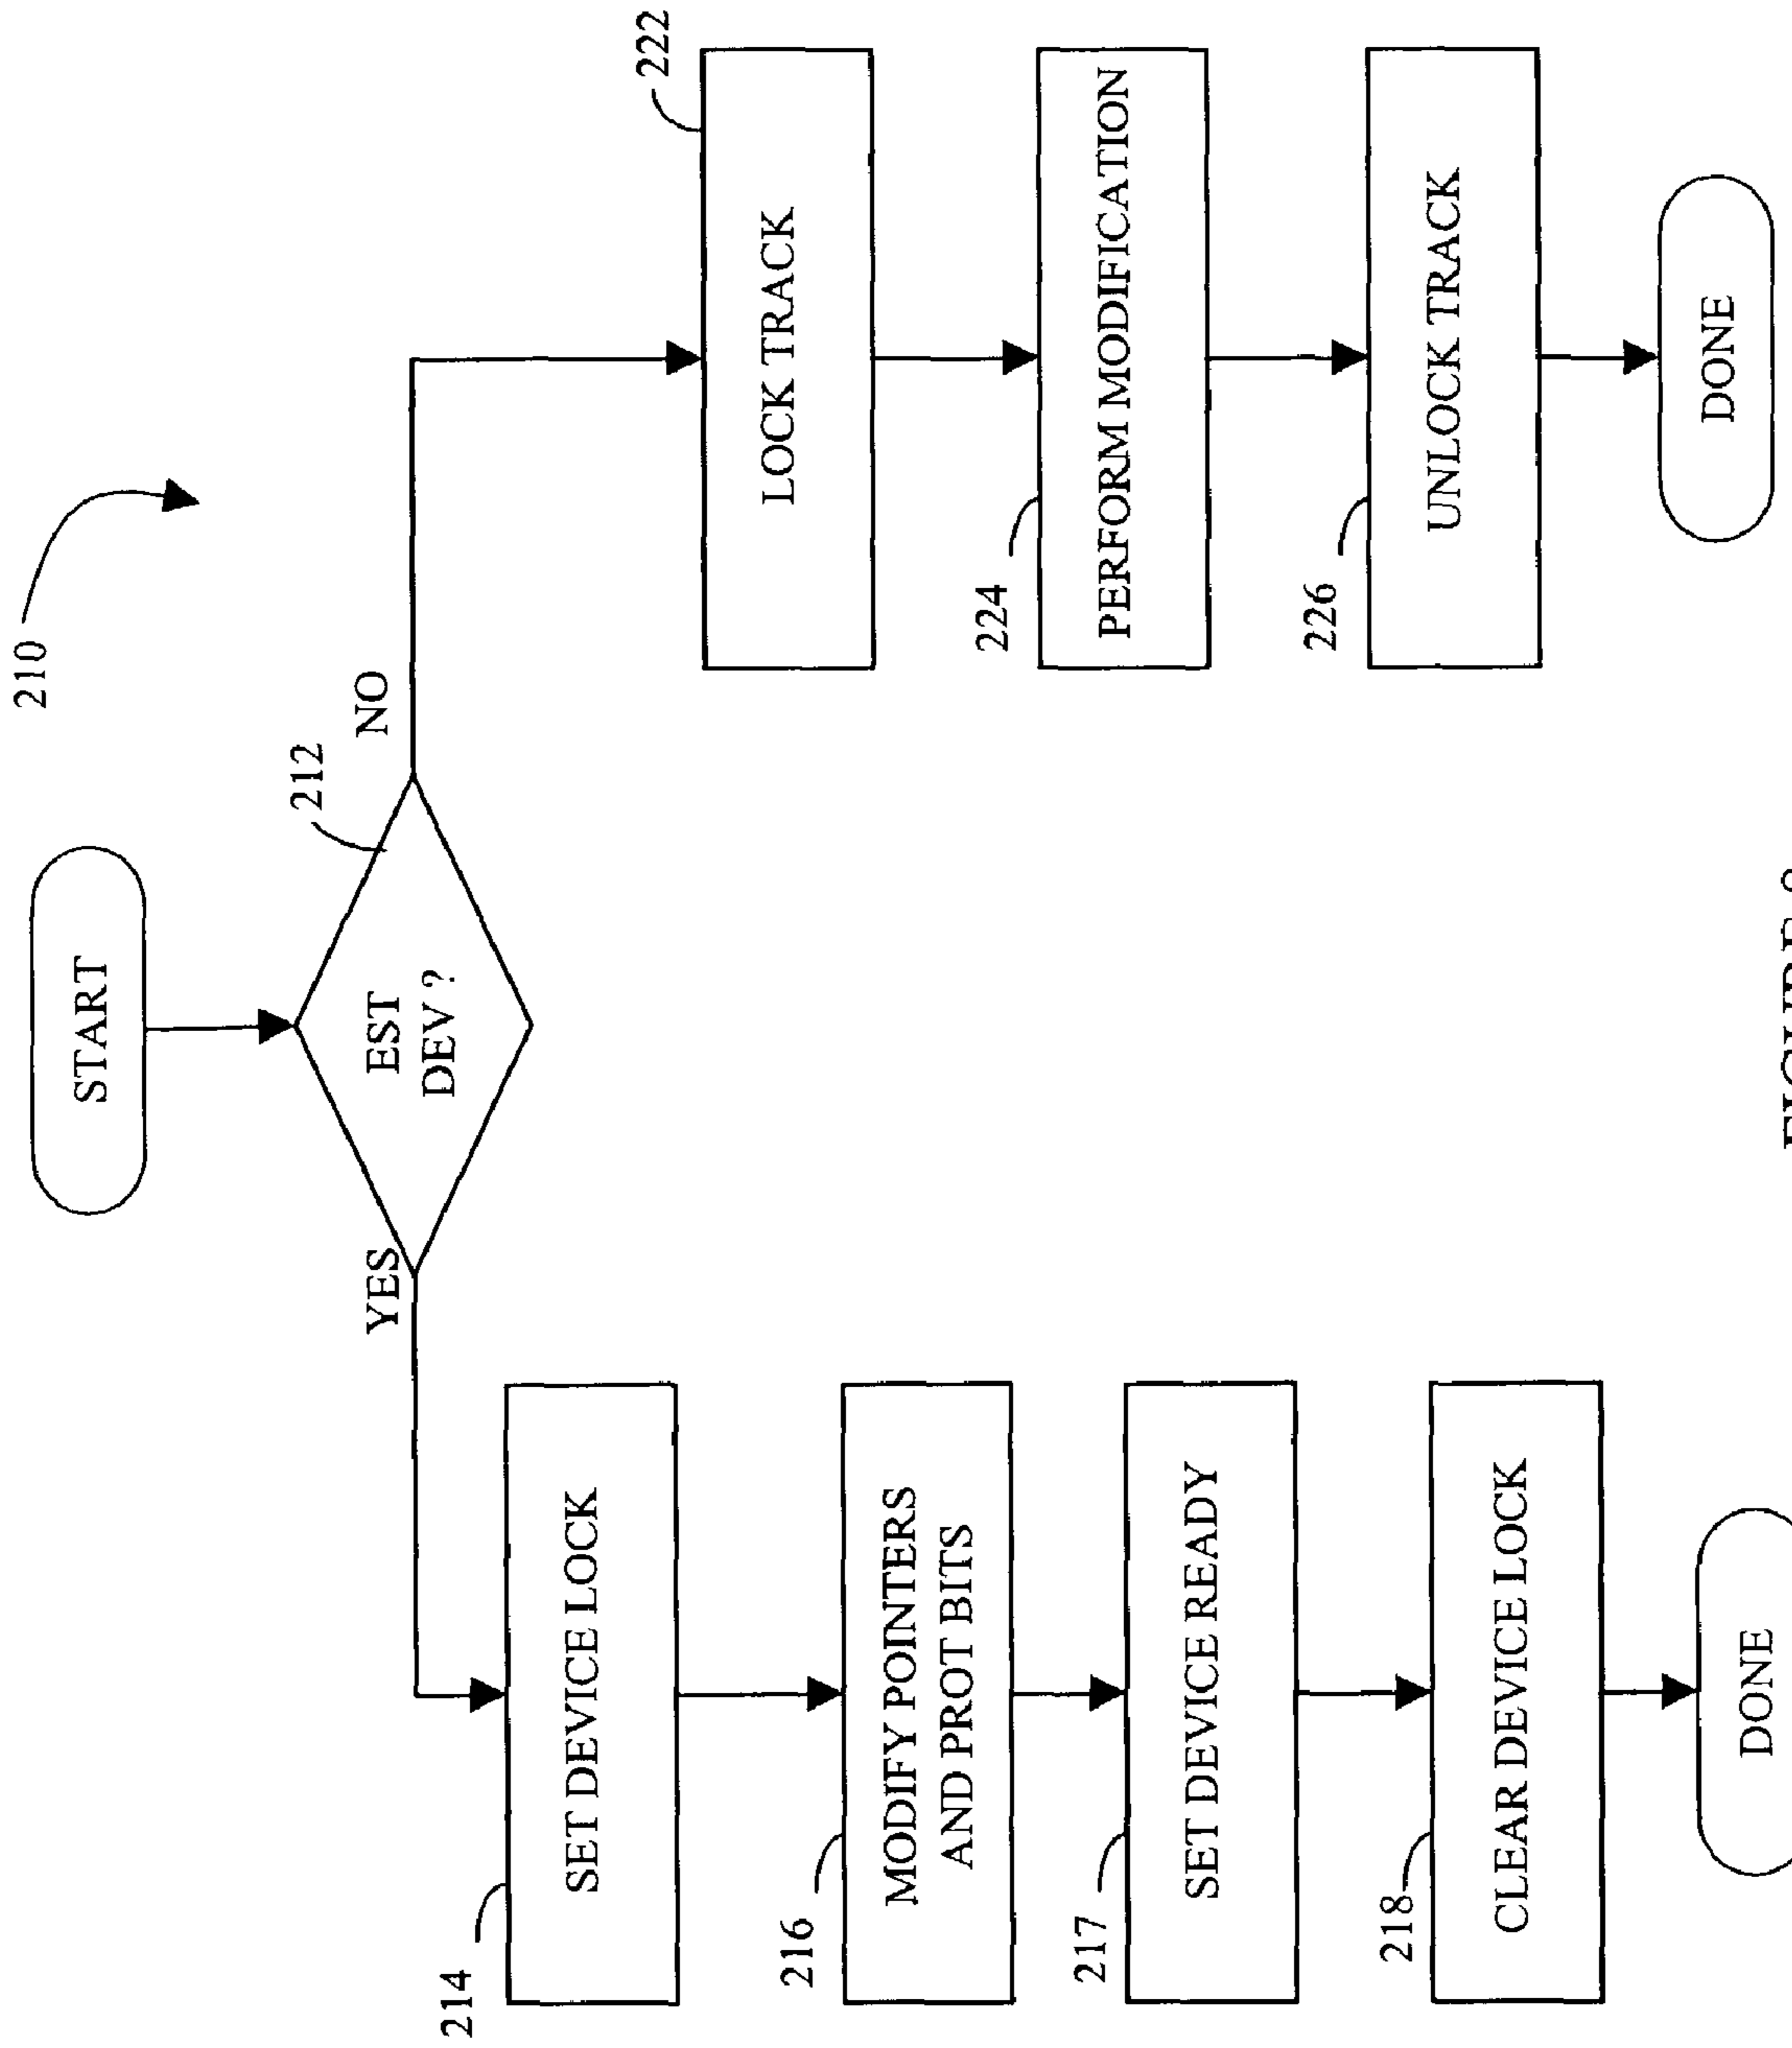 210
START
212
EST
DEV ?
YES
NO
214
SET DEVICE LOCK
216
MODIFY POINTERS
AND PROT BITS
217
SET DEVICE READY
218
CLEAR DEVICE LOCK
DONE
222
LOCK TRACK
224
PERFORM MODIFICATION
226
UNLOCK TRACK
DONE
FIGURE